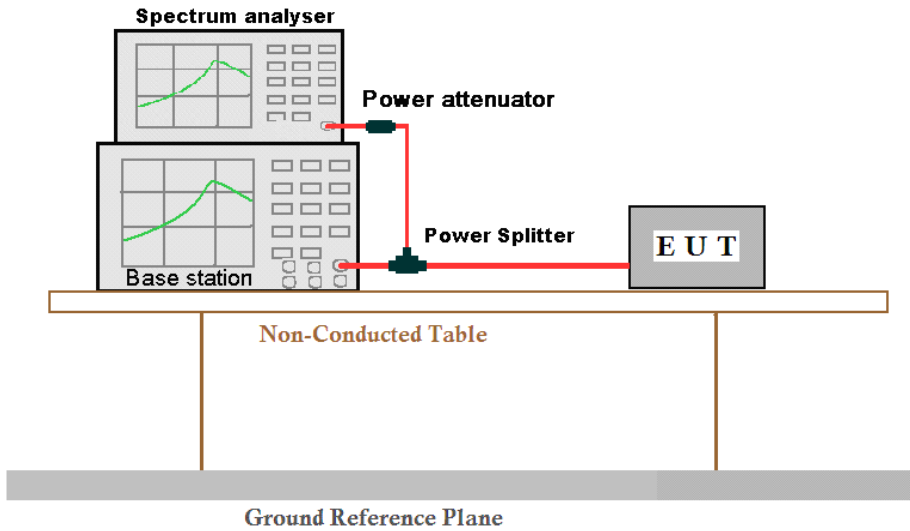 Spectrum analyser
Power attenuator
Power Splitter
E U T
Base station
Non-Conducted Table
Ground Reference Plane